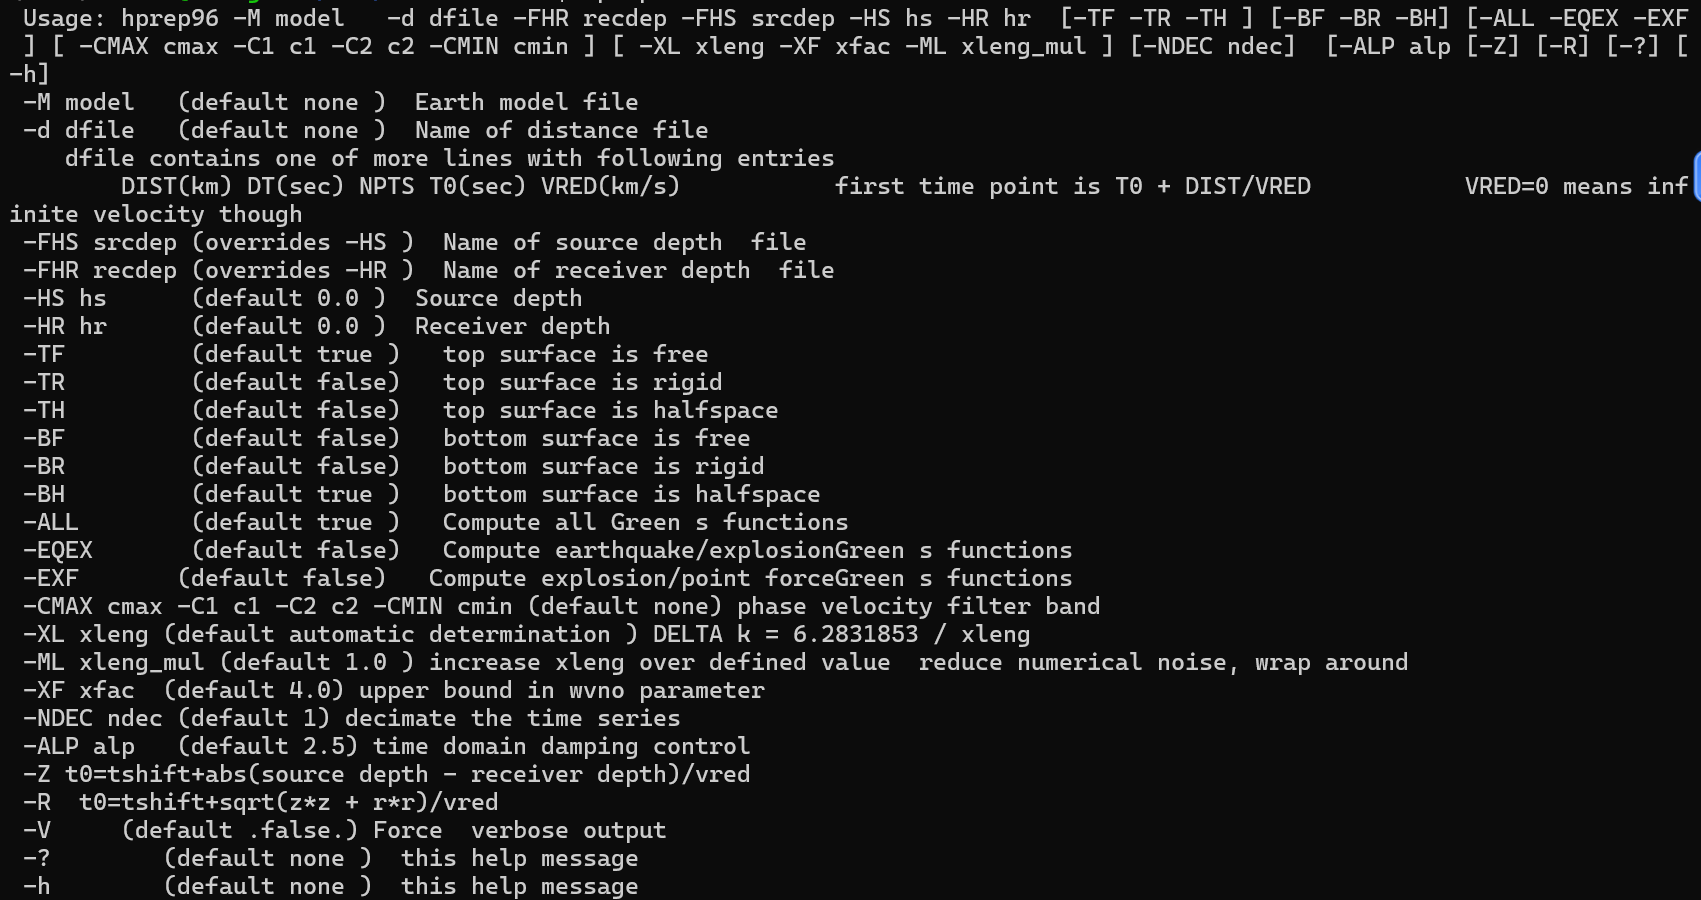 Usage: hprep96 -M model   -d dfile -FHR recdep -FHS srcdep -HS hs -HR hr  [-TF -TR -TH ] [-BF -BR -BH] [-ALL -EQEX -EXF
 ] [ -CMAX cmax -C1 c1 -C2 c2 -CMIN cmin ] [ -XL xleng -XF xfac -ML xleng_mul ] [-NDEC ndec]  [-ALP alp [-Z] [-R] [-?] [
-h]
 -M model   (default none )  Earth model file
 -d dfile   (default none )  Name of distance file
    dfile contains one of more lines with following entries
        DIST(km) DT(sec) NPTS T0(sec) VRED(km/s)           first time point is T0 + DIST/VRED           VRED=0 means inf
inite velocity though
 -FHS srcdep (overrides -HS )  Name of source depth  file
 -FHR recdep (overrides -HR )  Name of receiver depth  file
 -HS hs      (default 0.0 )  Source depth
 -HR hr      (default 0.0 )  Receiver depth
 -TF         (default true )   top surface is free
 -TR         (default false)   top surface is rigid
 -TH         (default false)   top surface is halfspace
 -BF         (default false)   bottom surface is free
 -BR         (default false)   bottom surface is rigid
 -BH         (default true )   bottom surface is halfspace
 -ALL        (default true )   Compute all Green s functions
 -EQEX       (default false)   Compute earthquake/explosionGreen s functions
 -EXF       (default false)   Compute explosion/point forceGreen s functions
 -CMAX cmax -C1 c1 -C2 c2 -CMIN cmin (default none) phase velocity filter band
 -XL xleng (default automatic determination ) DELTA k = 6.2831853 / xleng
 -ML xleng_mul (default 1.0 ) increase xleng over defined value  reduce numerical noise, wrap around
 -XF xfac  (default 4.0) upper bound in wvno parameter
 -NDEC ndec (default 1) decimate the time series
 -ALP alp   (default 2.5) time domain damping control
 -Z t0=tshift+abs(source depth - receiver depth)/vred
 -R  t0=tshift+sqrt(z*z + r*r)/vred
 -V     (default .false.) Force  verbose output
 -?        (default none )  this help message
 -h        (default none )  this help message